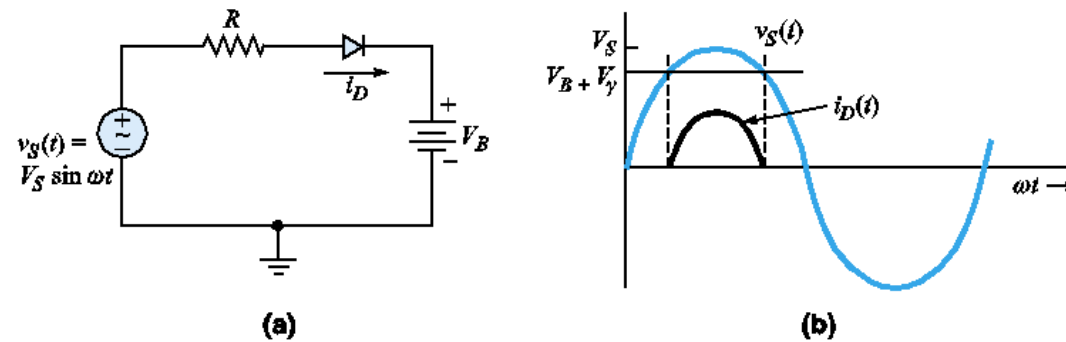 R
i_D
+
V_B
−
+
~
−
v_S(t) =
V_S sin ωt
(a)
V_S
v_S(t)
V_B + V_γ
i_D(t)
ωt →
(b)